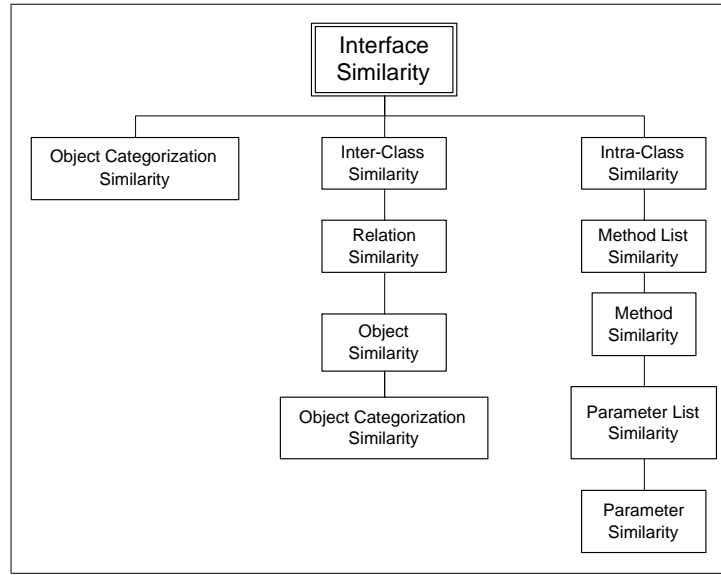 Interface
Similarity
Object Categorization
Similarity
Inter-Class
Similarity
Intra-Class
Similarity
Relation
Similarity
Method List
Similarity
Object
Similarity
Method
Similarity
Object Categorization
Similarity
Parameter List
Similarity
Parameter
Similarity